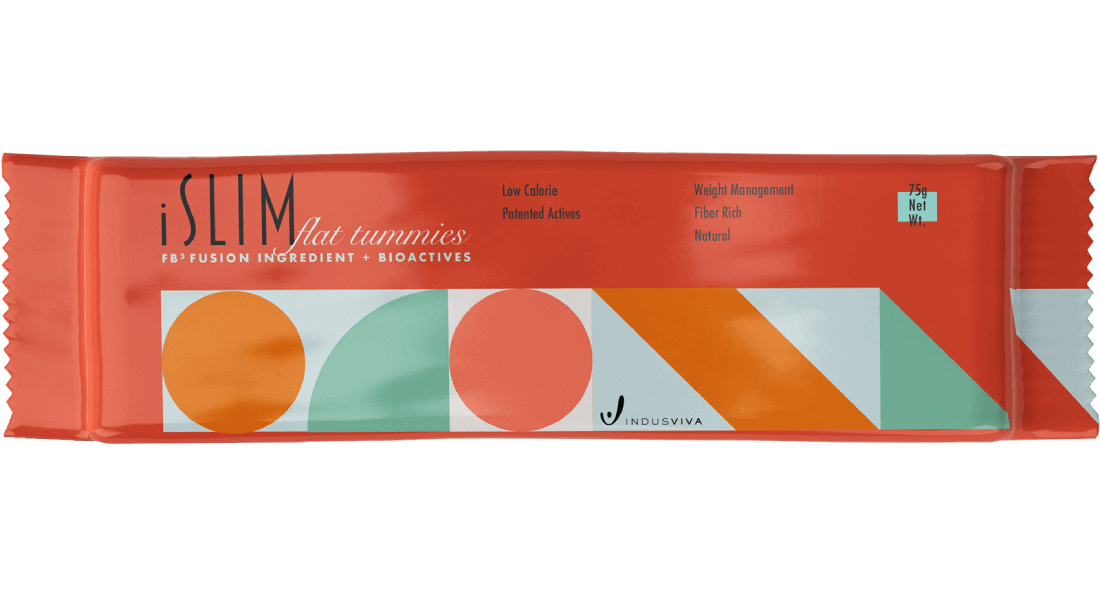 iSLIM flat tummies
FB³ FUSION INGREDIENT + BIOACTIVES
Low Calorie
Patented Actives
Weight Management
Fiber Rich
Natural
75g
Net
Wt.
INDUSVIVA